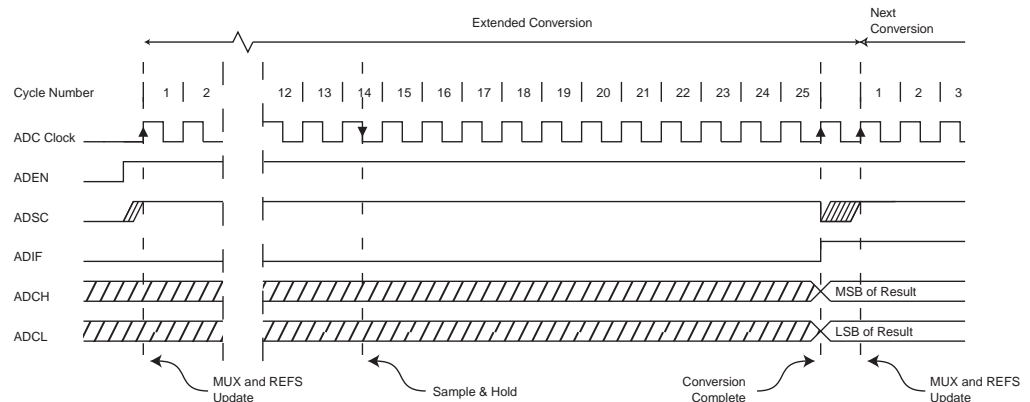 Extended Conversion
Next
Conversion
Cycle Number 1 2 12 13 14 15 16 17 18 19 20 21 22 23 24 25 1 2 3
ADC Clock
ADEN
ADSC
ADIF
ADCH MSB of Result
ADCL LSB of Result
MUX and REFS
Update
Sample & Hold
Conversion
Complete
MUX and REFS
Update